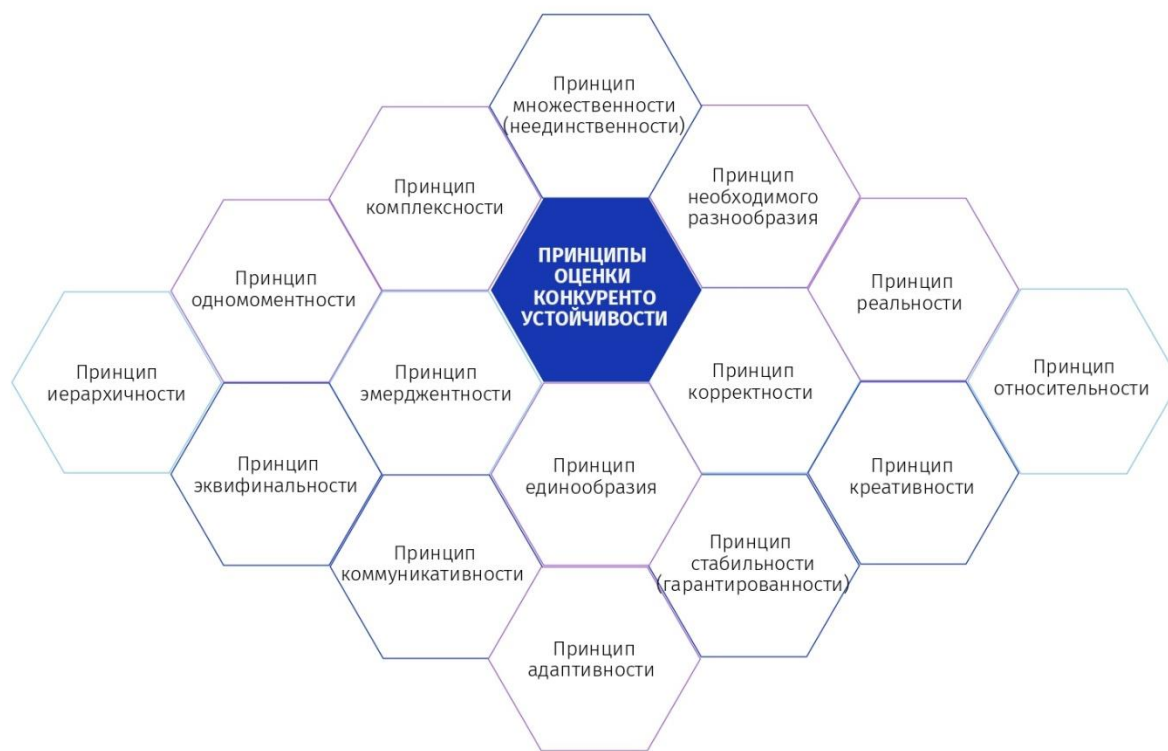 Принцип
множественности
(неединственности)
Принцип
комплексности
Принцип
необходимого
разнообразия
Принцип
одномоментности
ПРИНЦИПЫ
ОЦЕНКИ
КОНКУРЕНТО
УСТОЙЧИВОСТИ
Принцип
реальности
Принцип
иерархичности
Принцип
эмерджентности
Принцип
корректности
Принцип
относительности
Принцип
эквифинальности
Принцип
единообразия
Принцип
креативности
Принцип
коммуникативности
Принцип
стабильности
(гарантированности)
Принцип
адаптивности